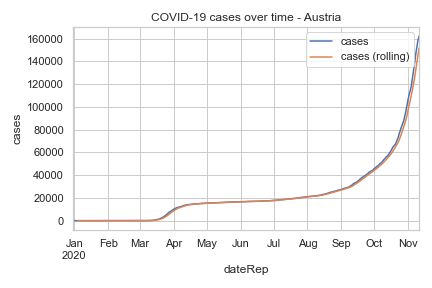 COVID-19 cases over time - Austria
cases
cases (rolling)
160000
140000
120000
100000
80000
60000
40000
20000
0
cases
Jan Feb Mar Apr May Jun Jul Aug Sep Oct Nov
2020
dateRep